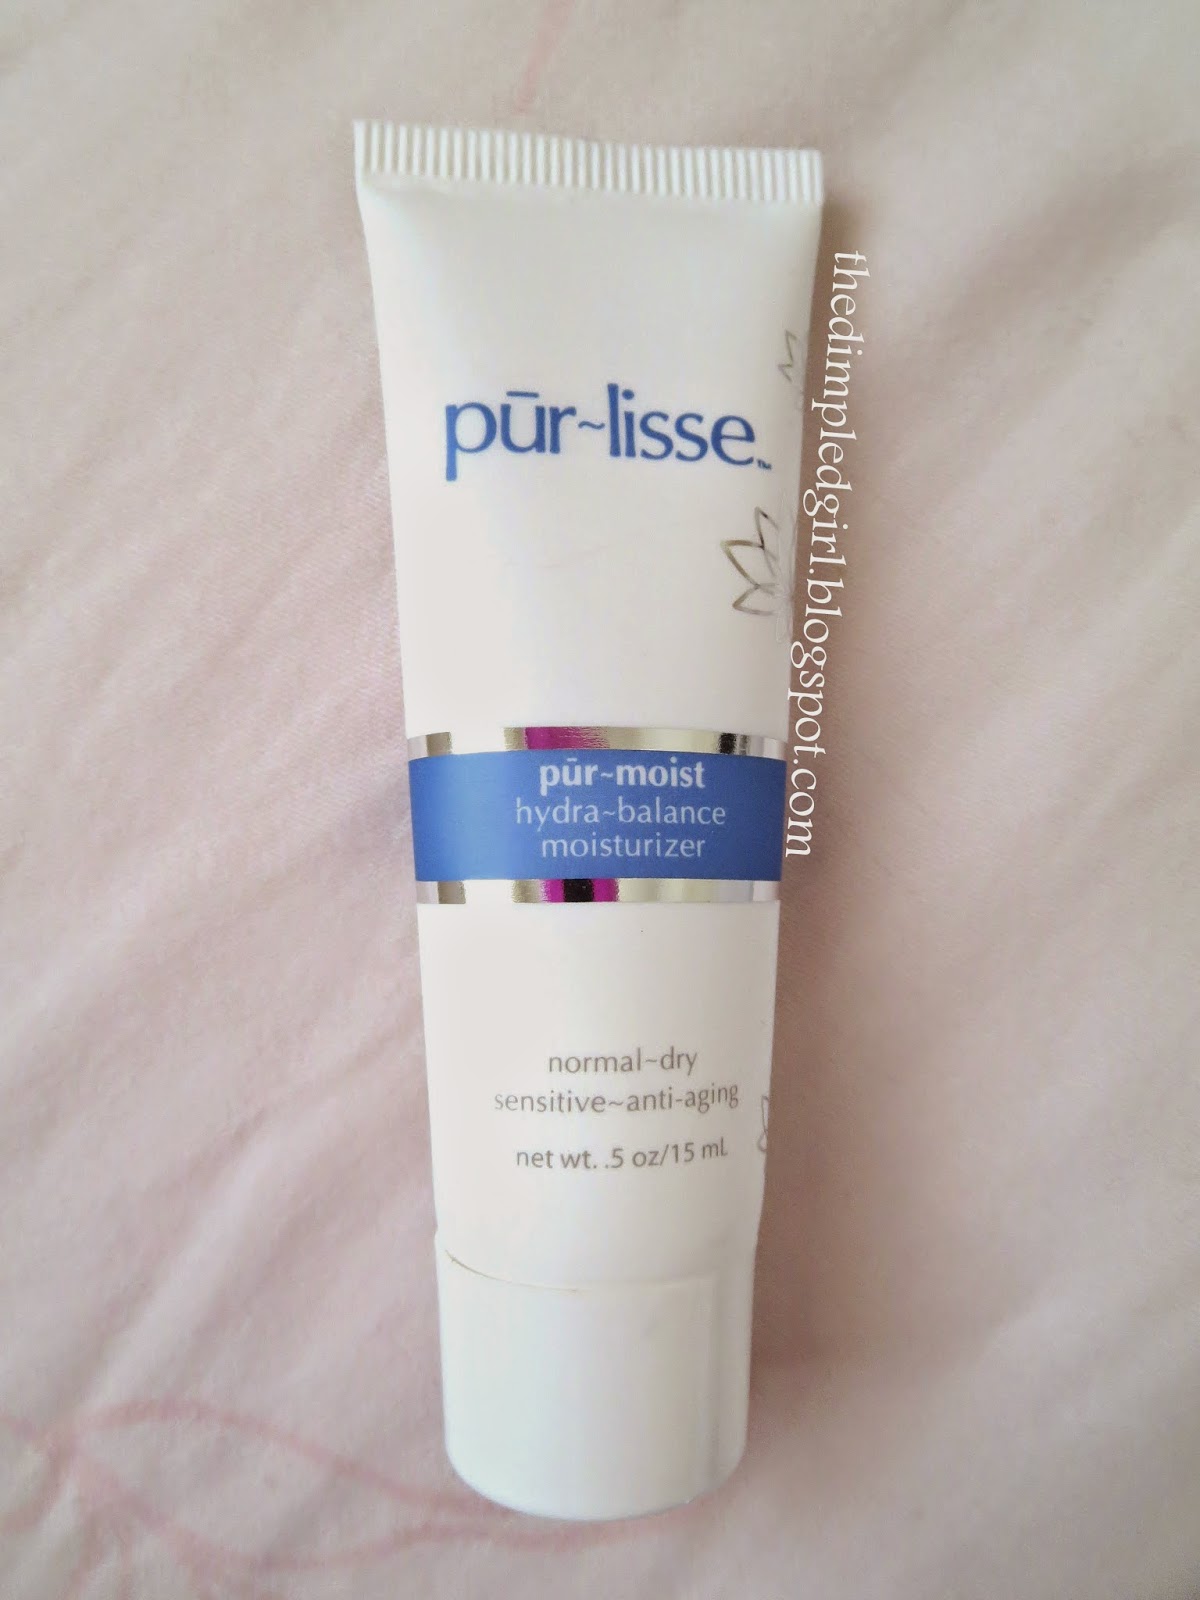 pūr~lisse™
pūr~moist
hydra~balance
moisturizer
normal~dry
sensitive~anti-aging
net wt. .5 oz/15 mL
thedimpledgirl.blogspot.com